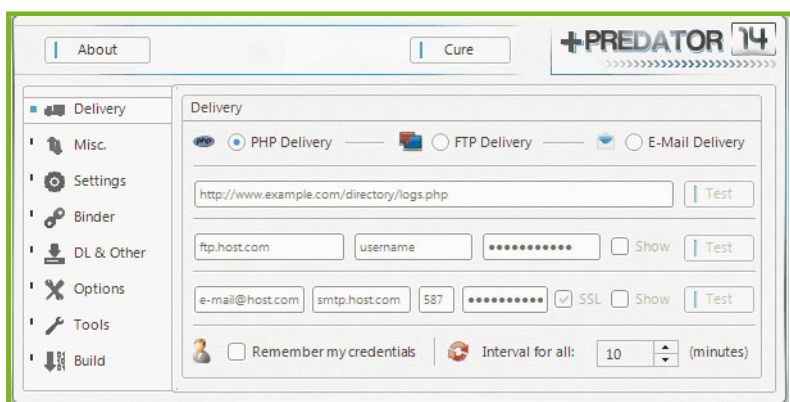 About
Cure
+PREDATOR 14
Delivery
Misc.
Settings
Binder
DL & Other
Options
Tools
Build
Delivery
php PHP Delivery FTP Delivery E-Mail Delivery
http://www.example.com/directory/logs.php Test
ftp.host.com username ••••••••••• Show Test
e-mail@host.com smtp.host.com 587 •••••••••• SSL Show Test
Remember my credentials Interval for all: 10 (minutes)